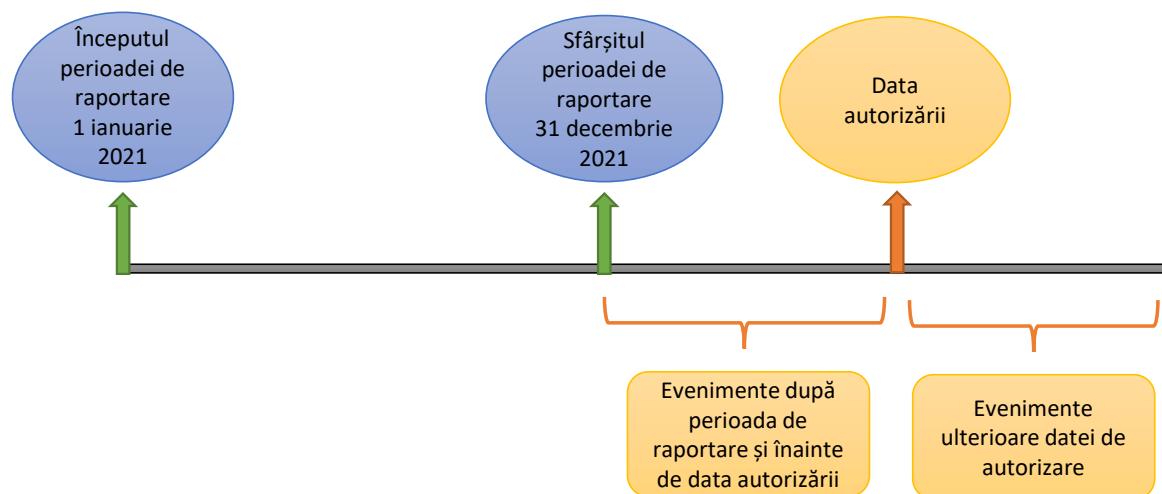 Începutul
perioadei de
raportare
1 ianuarie
2021
Sfârșitul
perioadei de
raportare
31 decembrie
2021
Data
autorizării
Evenimente după
perioada de
raportare și înainte
de data autorizării
Evenimente
ulterioare datei de
autorizare